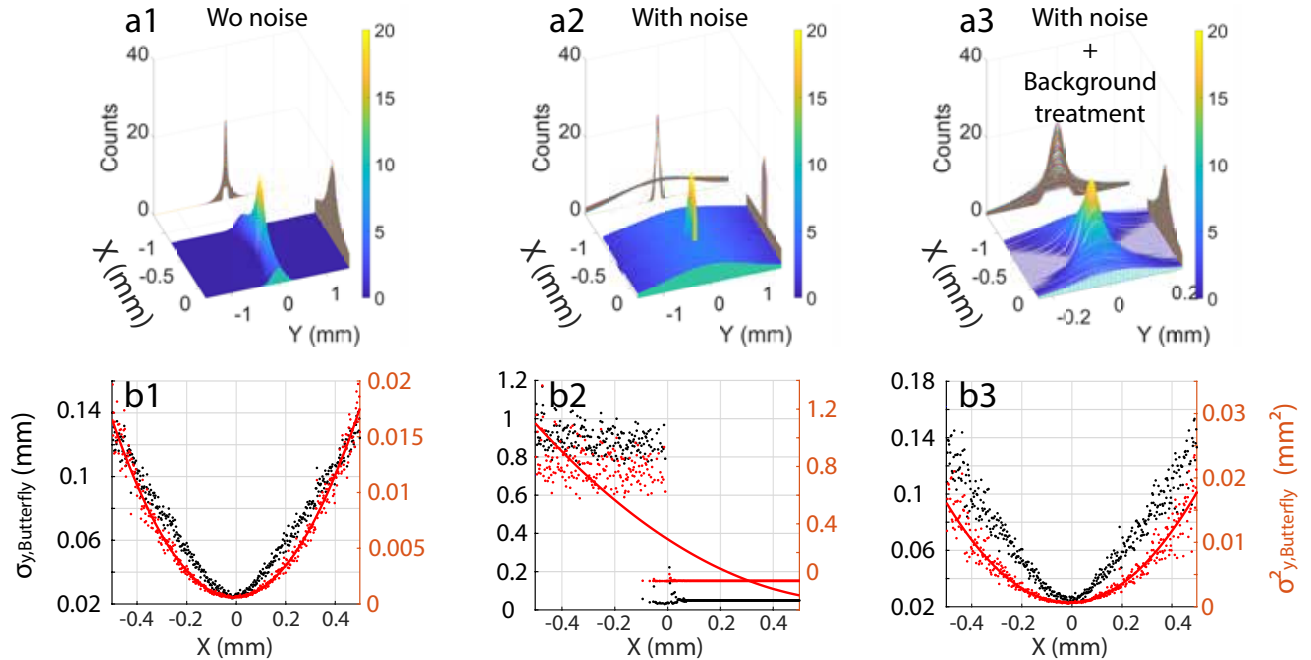 a1 Wo noise
40
20
0
Counts
-1
-0.5
0
X (mm)
-1
0
1
Y (mm)
20
15
10
5
0
a2 With noise
40
20
0
Counts
-1
-0.5
0
X (mm)
-1
0
1
Y (mm)
20
15
10
5
0
a3 With noise
+
Background
treatment
40
20
0
Counts
-1
-0.5
0
X (mm)
-0.2
0
0.2
Y (mm)
20
15
10
5
0
b1
0.14
0.1
0.06
0.02
σy,Butterfly (mm)
-0.4 -0.2 0 0.2 0.4
X (mm)
0.02
0.015
0.01
0.005
0
b2
1.2
1
0.8
0.6
0.4
0.2
0
-0.4 -0.2 0 0.2 0.4
X (mm)
1.2
0.8
0.4
0
b3
0.18
0.14
0.1
0.06
0.02
-0.4 -0.2 0 0.2 0.4
X (mm)
0.03
0.02
0.01
0
σ²y,Butterfly (mm²)